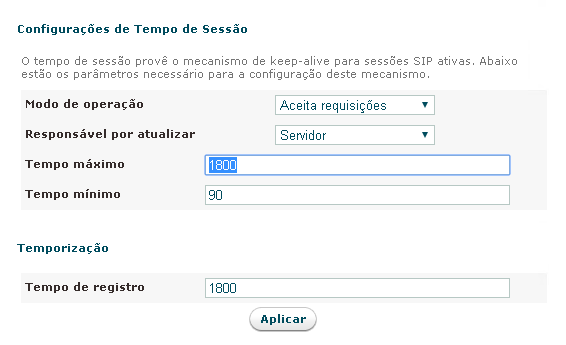 Configurações de Tempo de Sessão
O tempo de sessão provê o mecanismo de keep-alive para sessões SIP ativas. Abaixo
estão os parâmetros necessário para a configuração deste mecanismo.
Modo de operação Aceita requisições
Responsável por atualizar Servidor
Tempo máximo 1800
Tempo mínimo 90
Temporização
Tempo de registro 1800
Aplicar